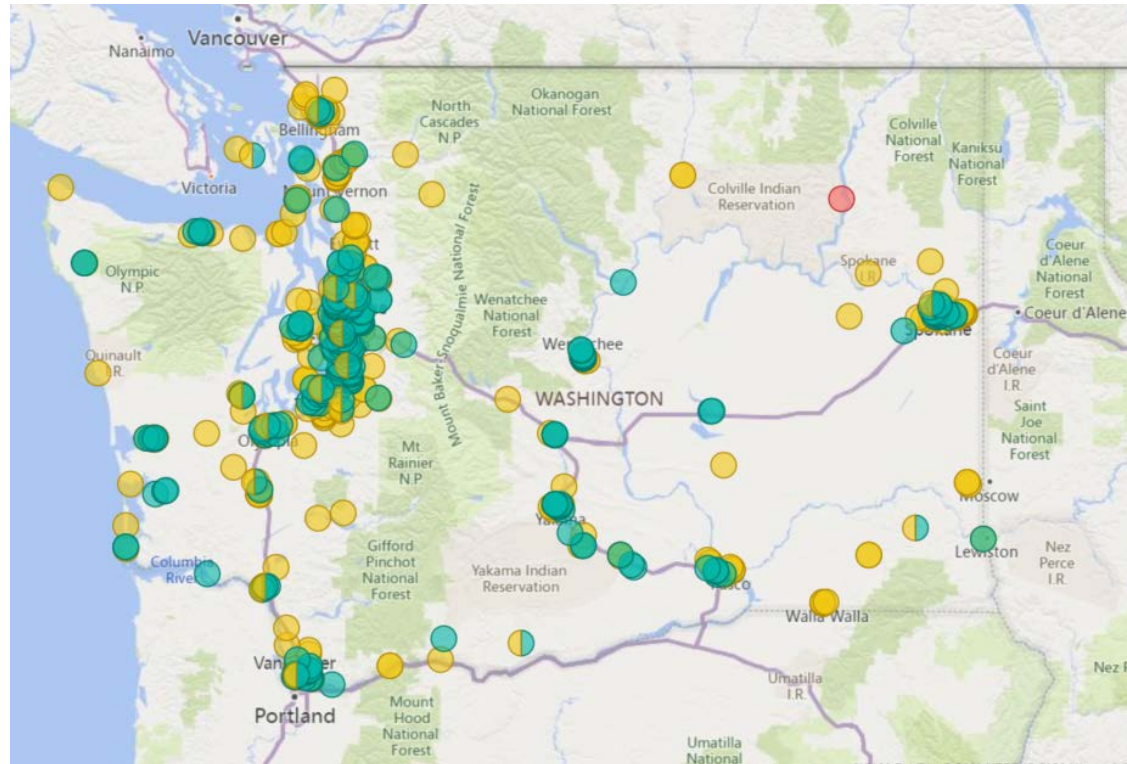 Vancouver
Nanaimo
Okanogan
National Forest
North
Cascades
N.P.
Colville
National
Forest
Kaniksu
National
Forest
Bellingham
Victoria
Colville Indian
Reservation
Mount Baker-Snoqualmie National Forest
Olympic
N.P.
Spokane
I.R.
Coeur
d'Alene
National
Forest
Wenatchee
National
Forest
Spokane
Coeur d'Alene
Quinault
I.R.
Coeur
d'Alene
I.R.
WASHINGTON
Saint
Joe
National
Forest
Mt
Rainier
N.P.
Moscow
Columbia
River
Gifford
Pinchot
National
Forest
Yakama Indian
Reservation
Lewiston
Nez
Perce
I.R.
Walla Walla
Portland
Mount
Hood
National
Forest
Umatilla
I.R.
Nez
Umatilla
National